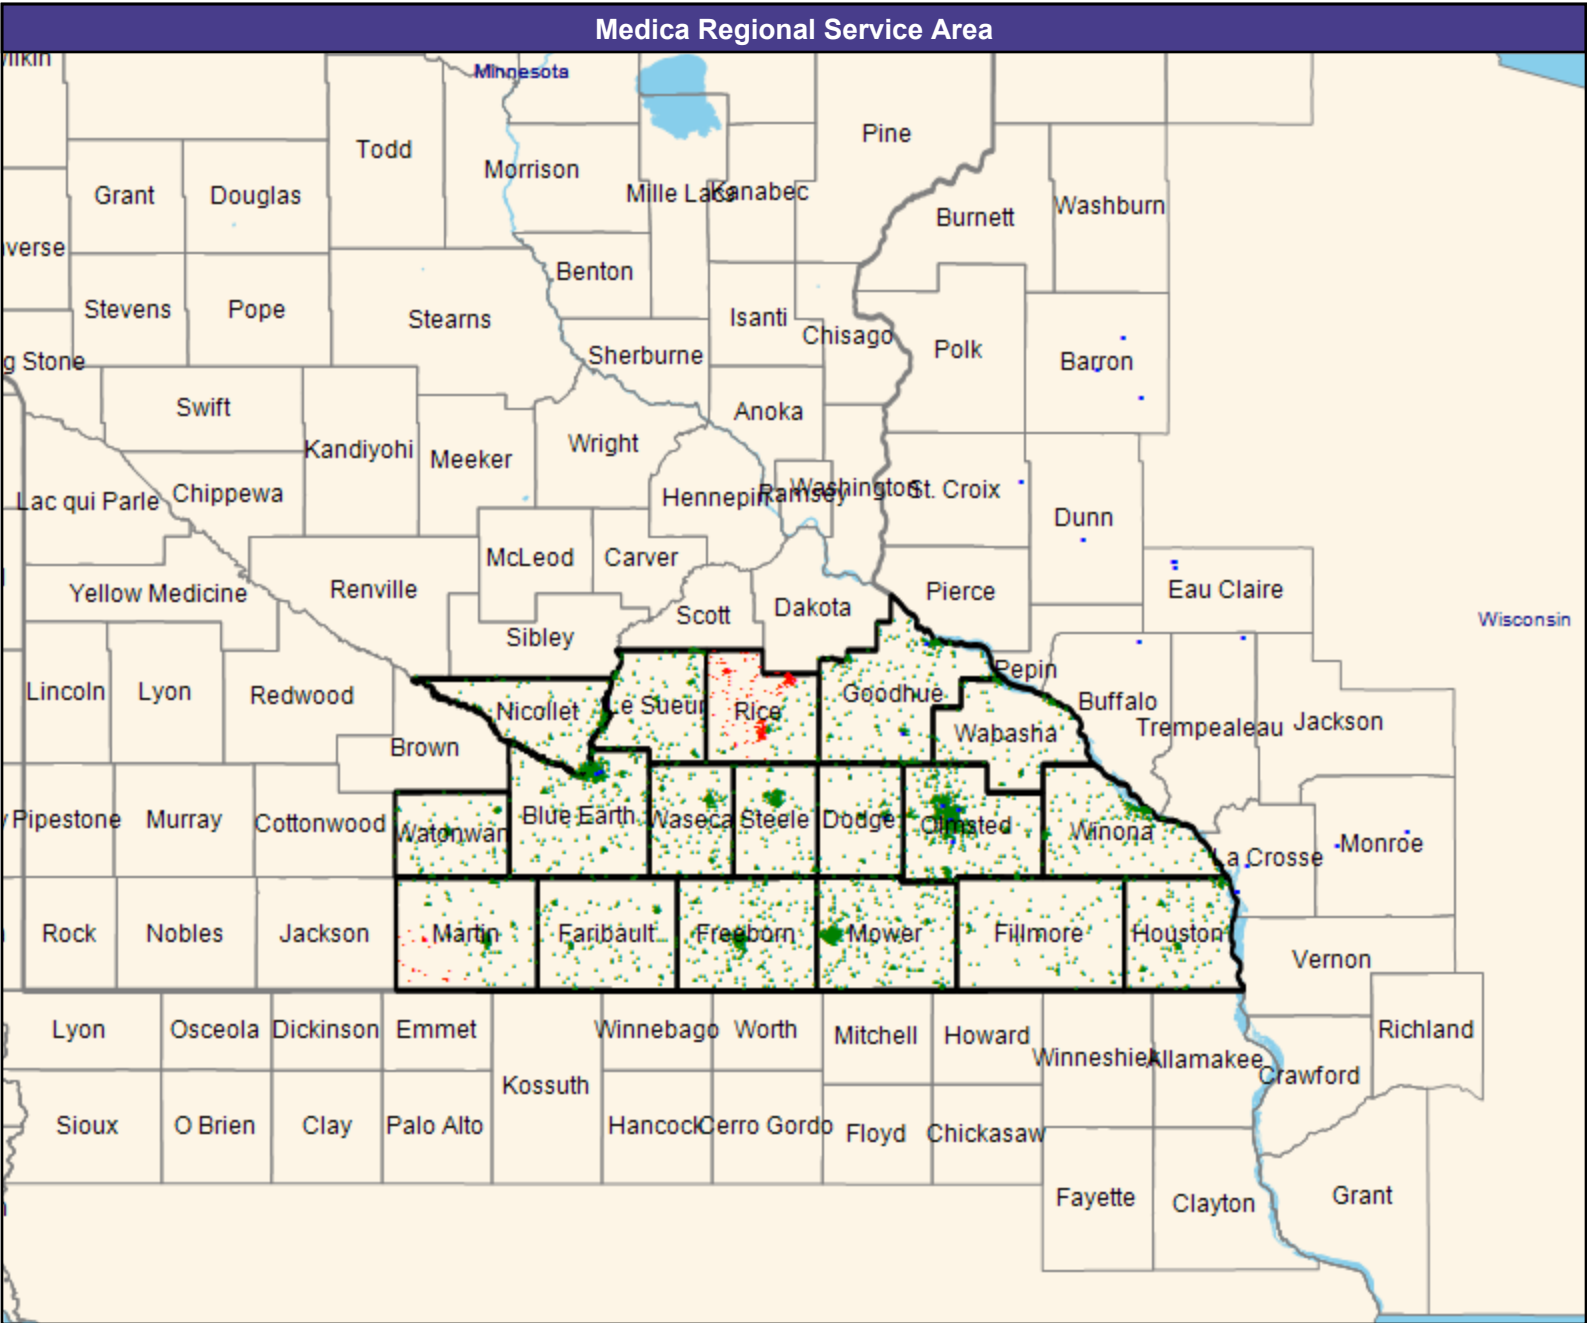 Medica Regional Service Area
ilkin
Minnesota
Todd
Pine
Morrison
Grant
Douglas
Mille Lacs
Kanabec
Burnett
Washburn
verse
Benton
Stevens
Pope
Stearns
Isanti
Chisago
Sherburne
Polk
Barron
g Stone
Swift
Anoka
Kandiyohi
Meeker
Wright
Lac qui Parle
Chippewa
Hennepin
Ramsey
Washington
St. Croix
Dunn
McLeod
Carver
Yellow Medicine
Renville
Scott
Dakota
Pierce
Eau Claire
Wisconsin
Sibley
Lincoln
Lyon
Redwood
Nicollet
Le Sueur
Rice
Goodhue
Pepin
Buffalo
Trempealeau
Jackson
Brown
Wabasha
Pipestone
Murray
Cottonwood
Watonwan
Blue Earth
Waseca
Steele
Dodge
Olmsted
Winona
La Crosse
Monroe
Rock
Nobles
Jackson
Martin
Faribault
Freeborn
Mower
Fillmore
Houston
Vernon
Lyon
Osceola
Dickinson
Emmet
Winnebago
Worth
Mitchell
Howard
Winneshiek
Allamakee
Crawford
Richland
Kossuth
Sioux
O Brien
Clay
Palo Alto
Hancock
Cerro Gordo
Floyd
Chickasaw
Fayette
Clayton
Grant